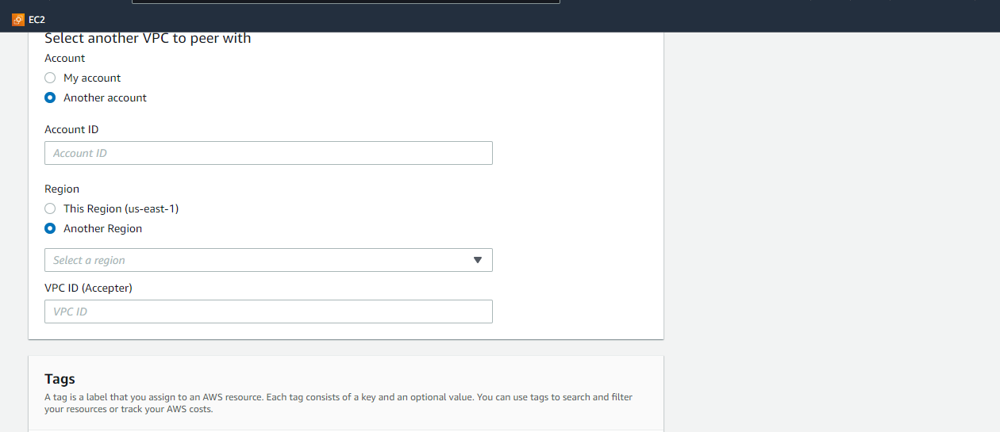 EC2
Select another VPC to peer with
Account
My account
Another account
Account ID
Account ID
Region
This Region (us-east-1)
Another Region
Select a region
VPC ID (Accepter)
VPC ID
Tags
A tag is a label that you assign to an AWS resource. Each tag consists of a key and an optional value. You can use tags to search and filter
your resources or track your AWS costs.